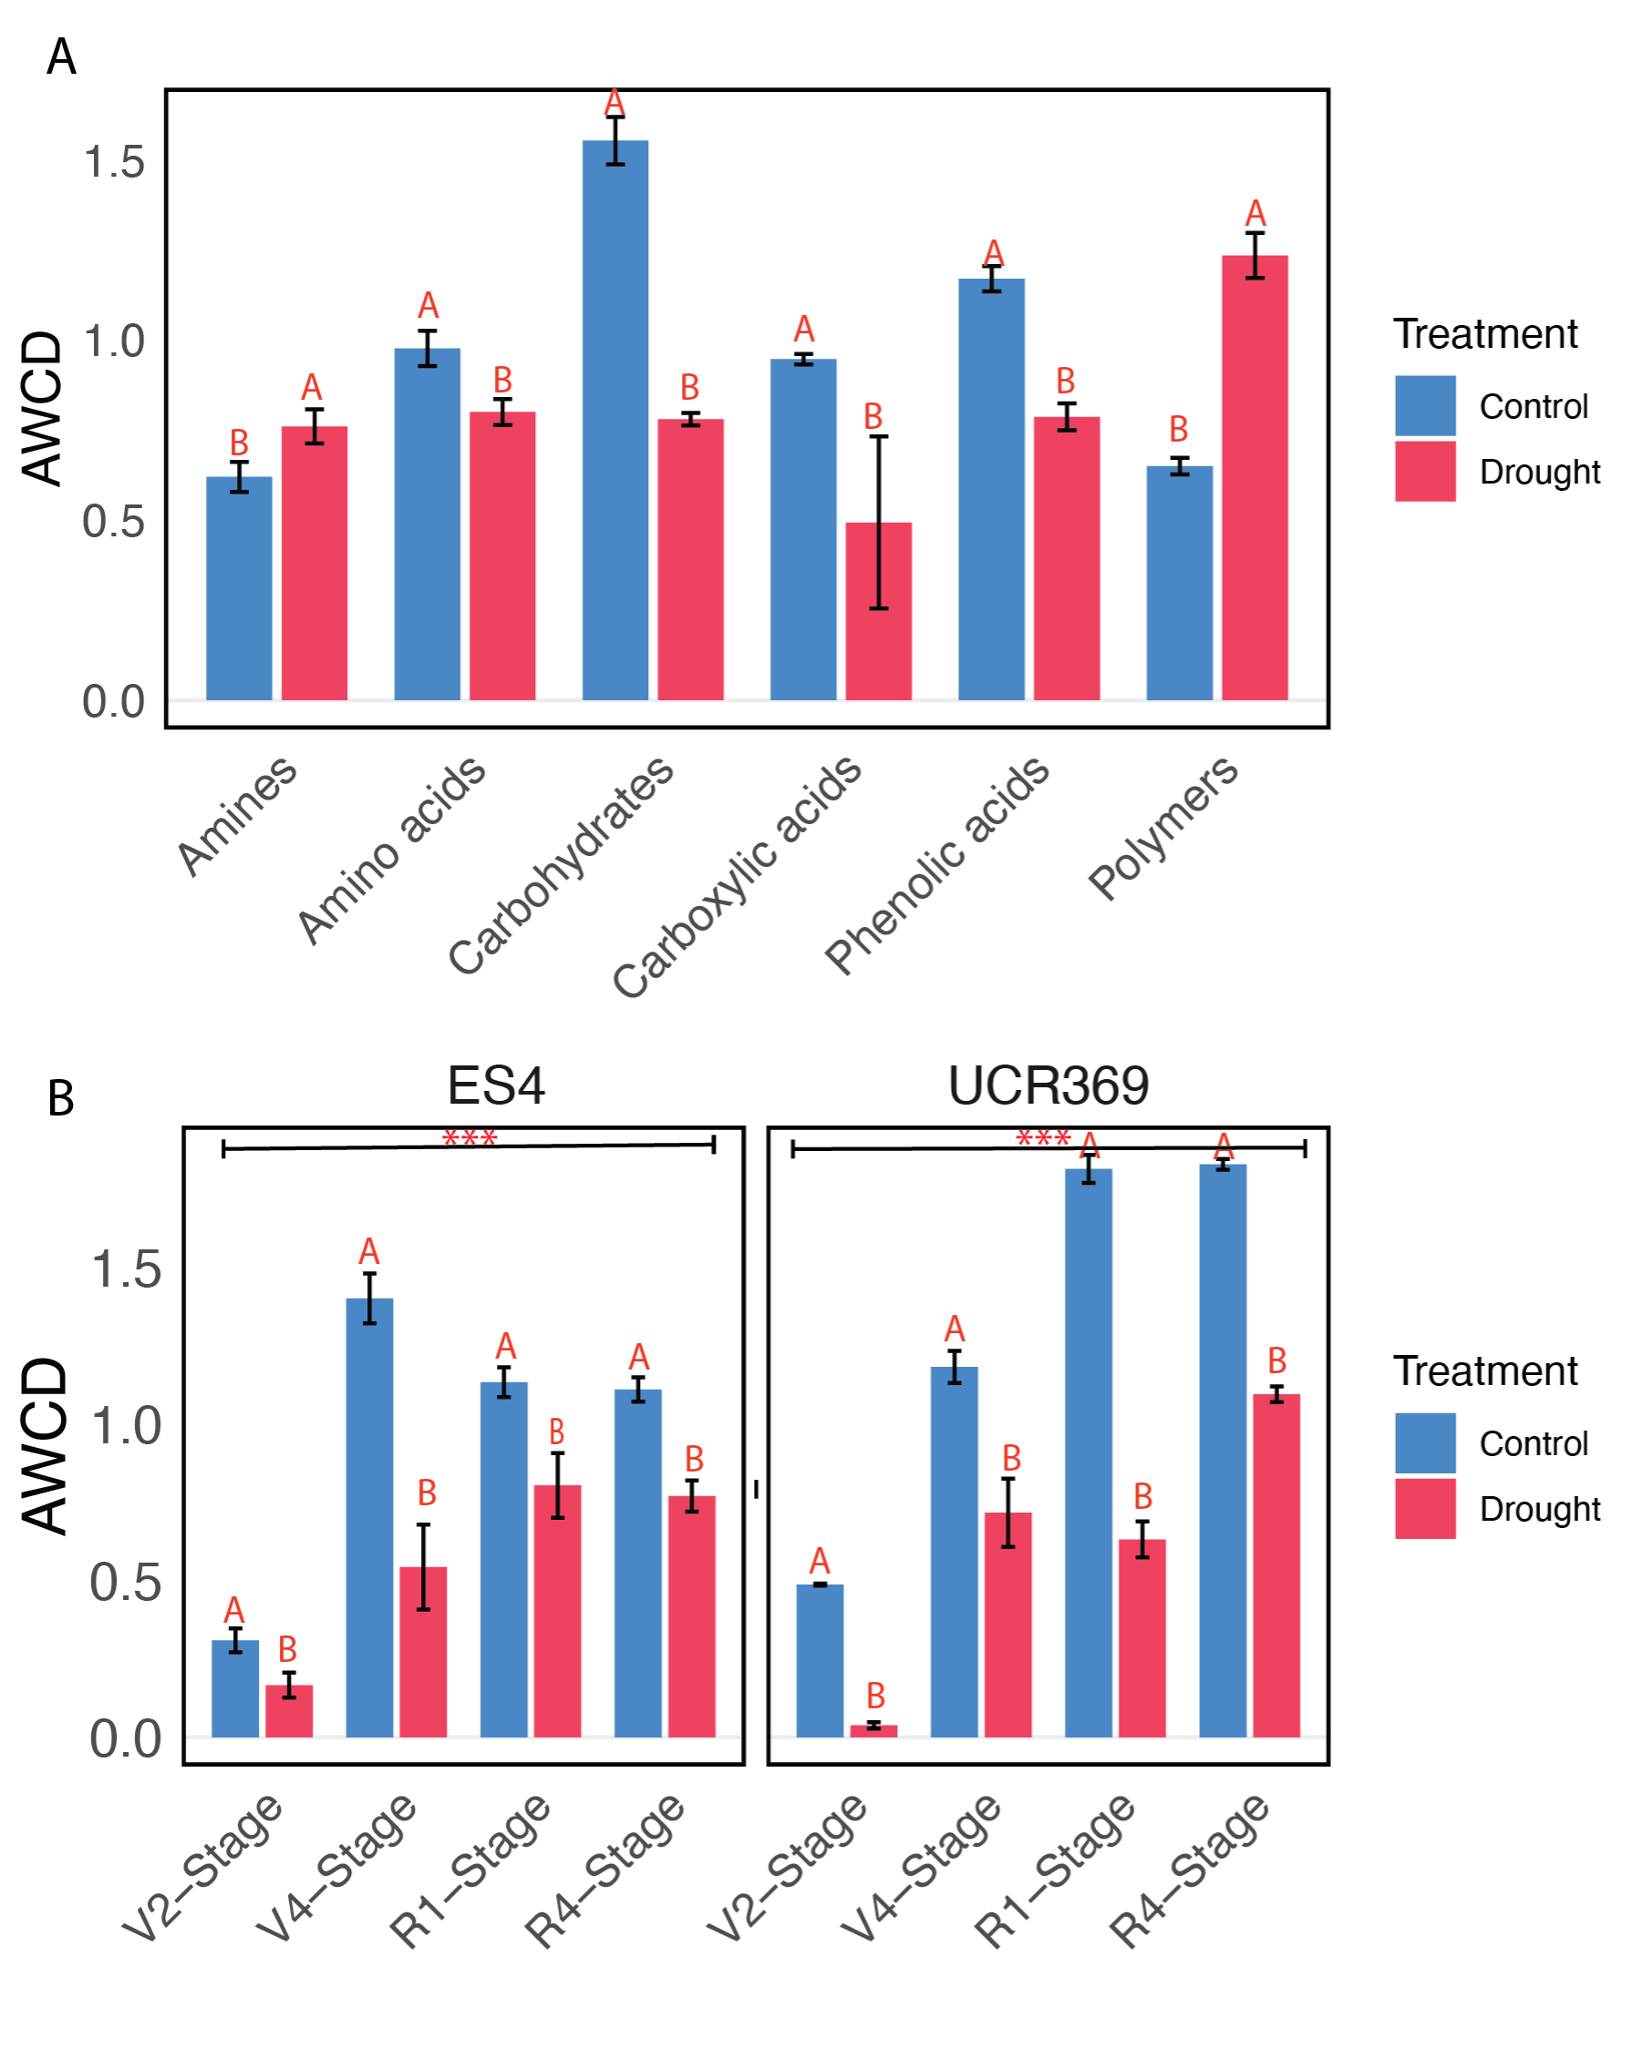 A
A
1.5
A
A
A
A
1.0
A
B
B
B
B
B
B
0.5
0.0
AWCD
Amines
Amino acids
Carbohydrates
Carboxylic acids
Phenolic acids
Polymers
Treatment
Control
Drought
B
ES4
UCR369
***
***
A
A
1.5
A
A
A
A
1.0
B
B
B
B
B
B
0.5
A
A
B
B
0.0
AWCD
V2–Stage
V4–Stage
R1–Stage
R4–Stage
V2–Stage
V4–Stage
R1–Stage
R4–Stage
Treatment
Control
Drought